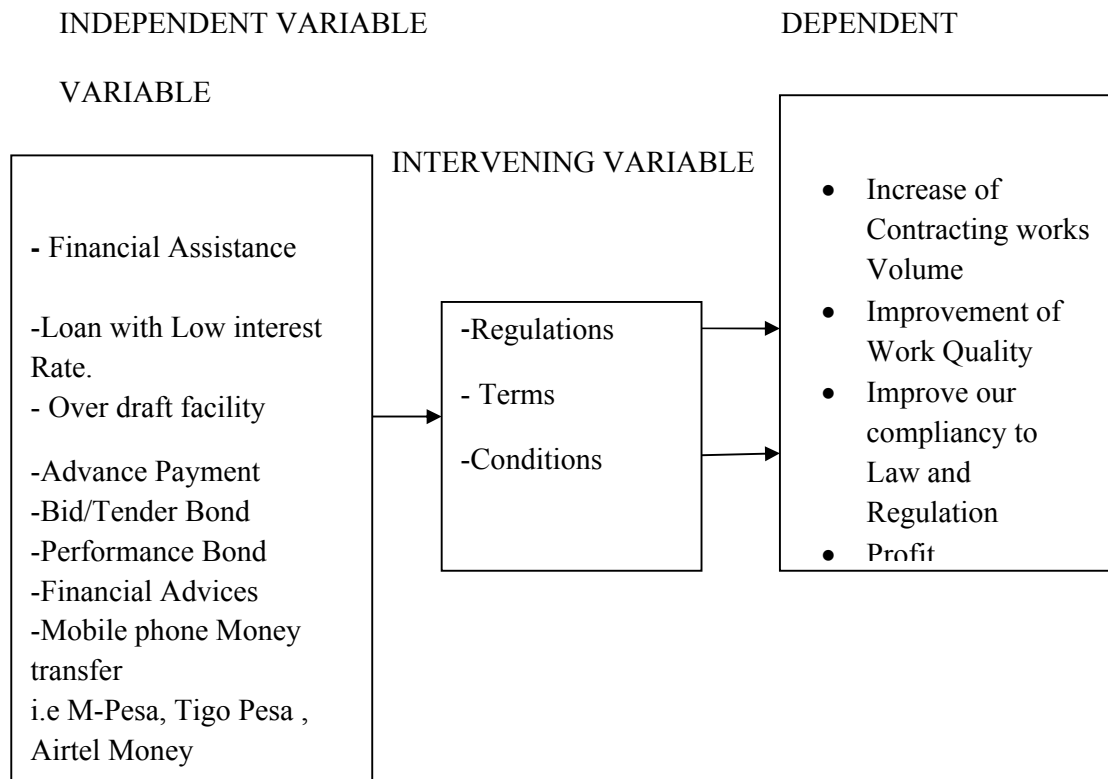 INDEPENDENT VARIABLE DEPENDENT
VARIABLE
INTERVENING VARIABLE
- Financial Assistance
-Loan with Low interest
Rate.
- Over draft facility
-Advance Payment
-Bid/Tender Bond
-Performance Bond
-Financial Advices
-Mobile phone Money
transfer
i.e M-Pesa, Tigo Pesa ,
Airtel Money
-Regulations
- Terms
-Conditions
• Increase of
Contracting works
Volume
• Improvement of
Work Quality
• Improve our
compliancy to
Law and
Regulation
• Profit